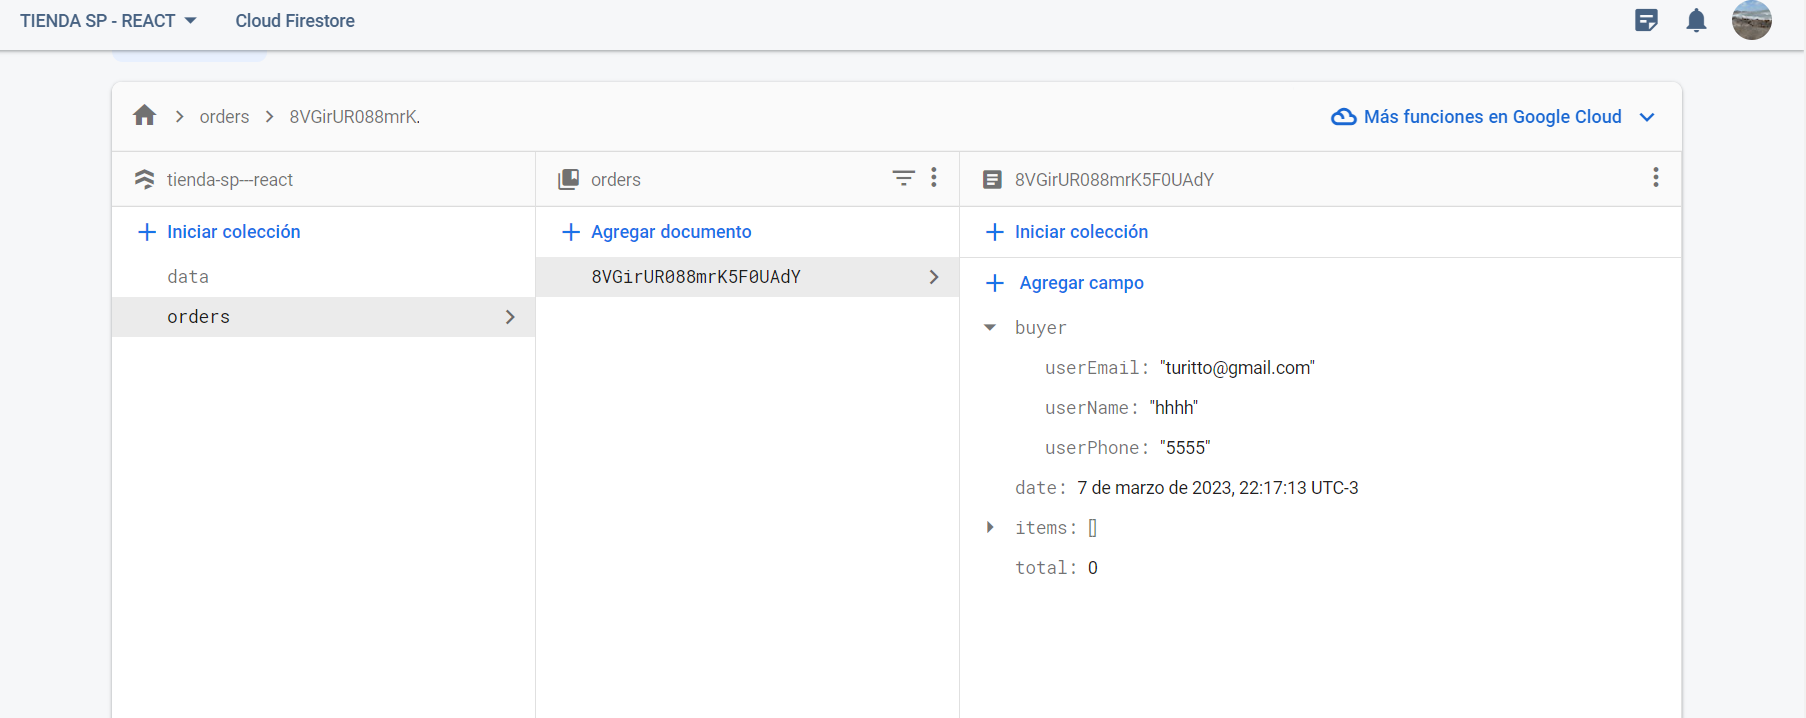 TIENDA SP - REACT Cloud Firestore
orders 8VGirUR088mrK.
Más funciones en Google Cloud
tienda-sp---react
orders
8VGirUR088mrK5F0UAdY
Iniciar colección
Agregar documento
Iniciar colección
data
orders
8VGirUR088mrK5F0UAdY
Agregar campo
buyer
userEmail: "turitto@gmail.com"
userName: "hhhh"
userPhone: "5555"
date: 7 de marzo de 2023, 22:17:13 UTC-3
items: []
total: 0